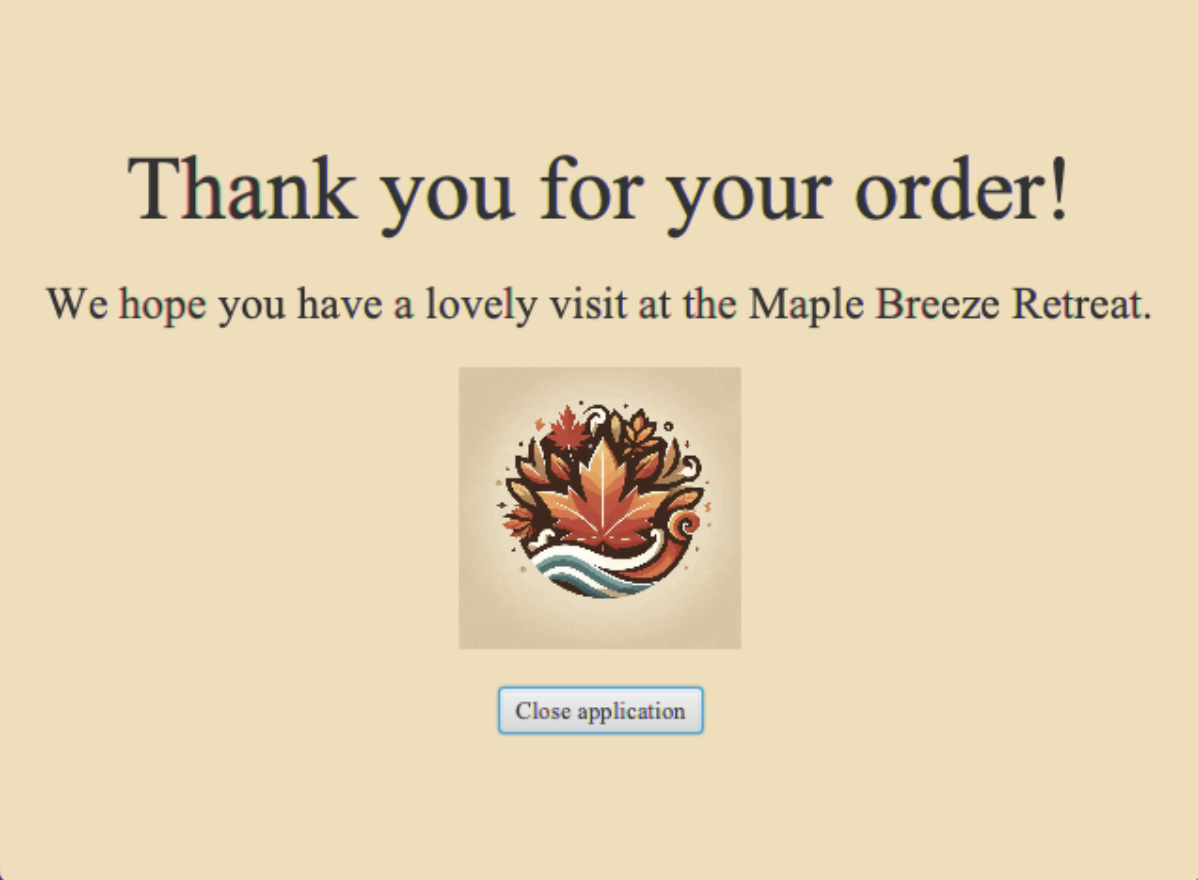 Thank you for your order!
We hope you have a lovely visit at the Maple Breeze Retreat.
Close application